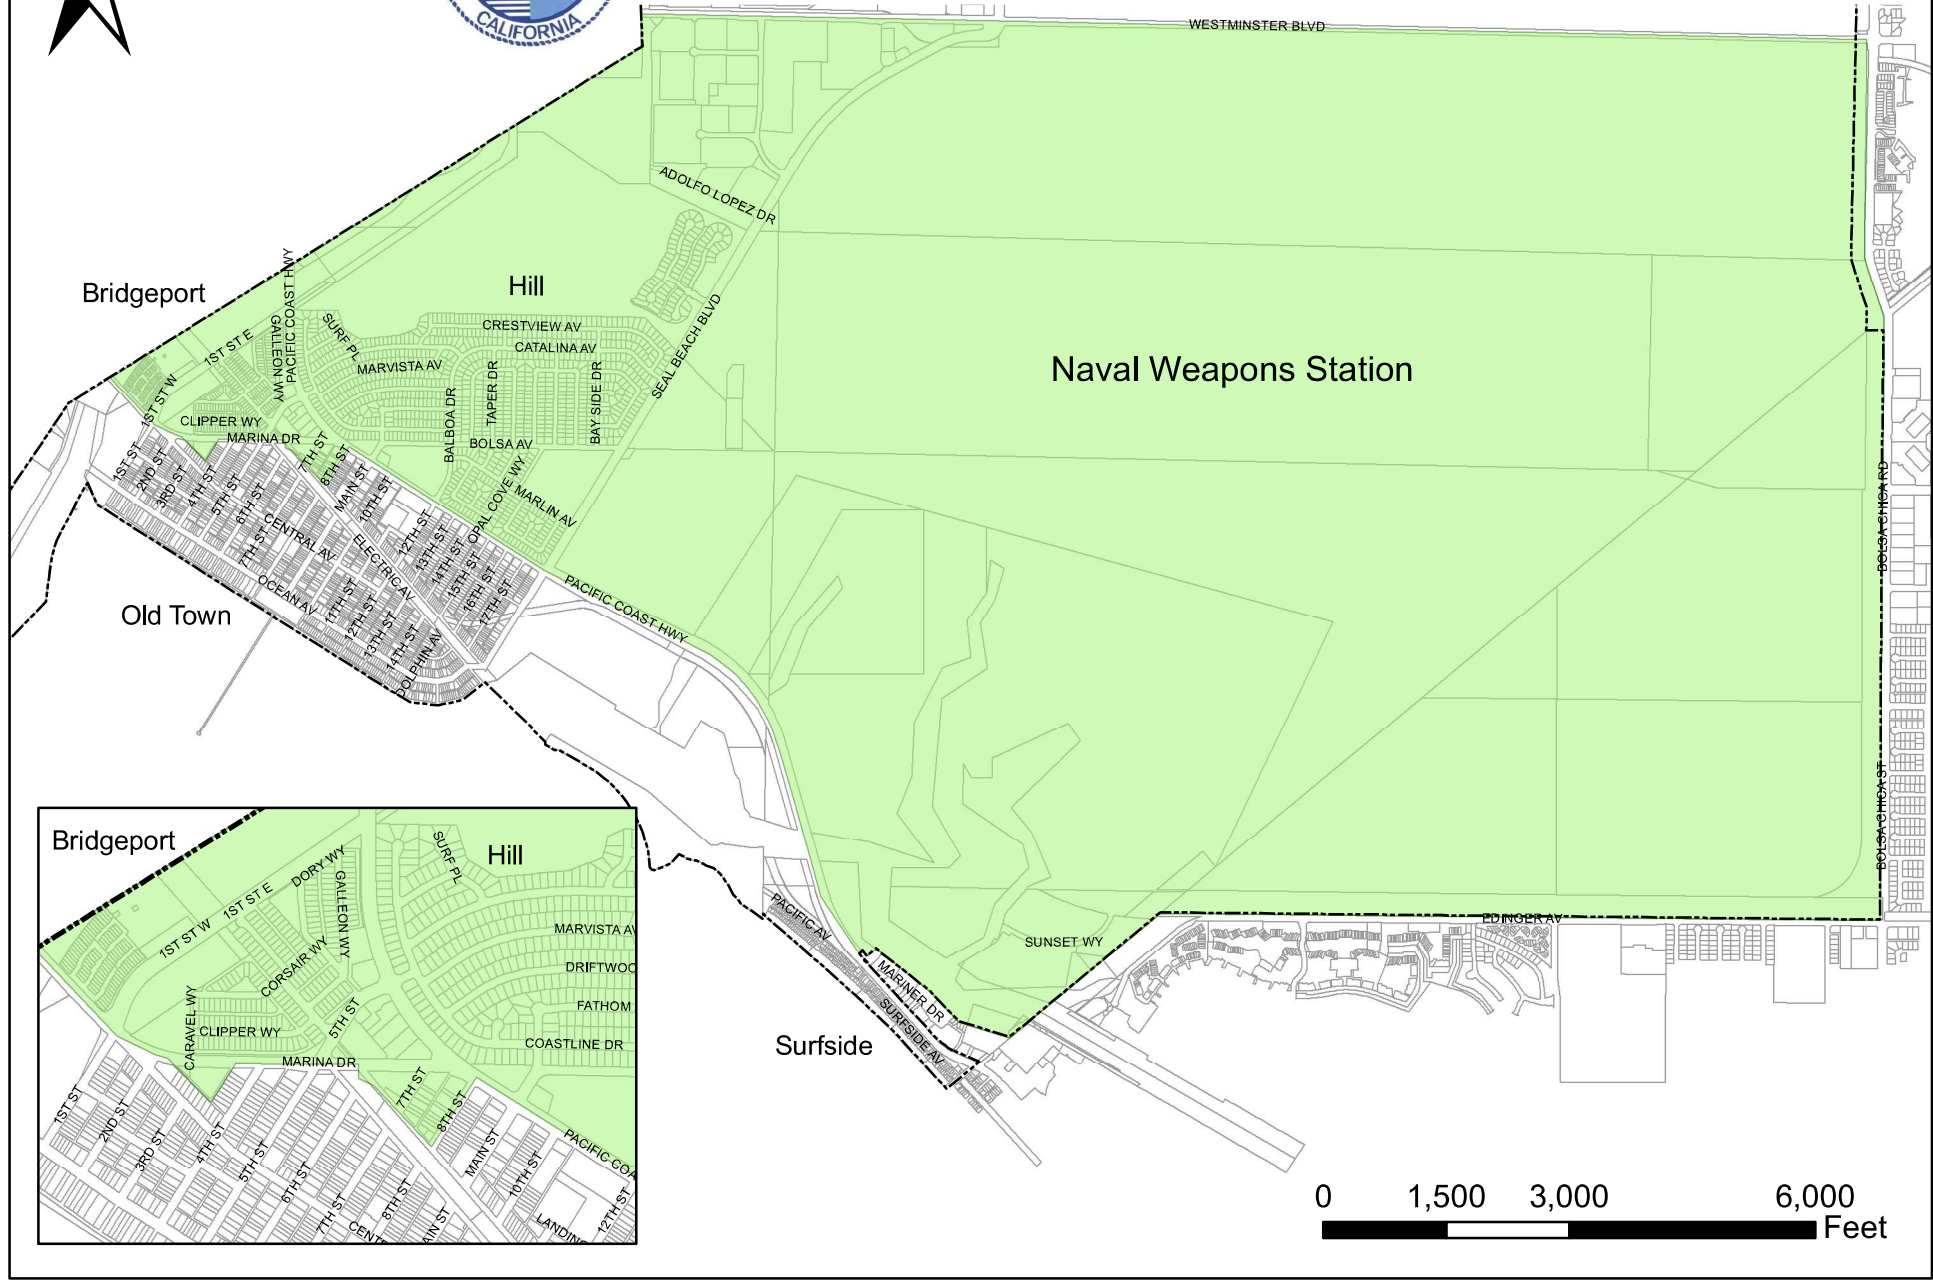 CALIFORNIA
WESTMINSTER BLVD
ADOLFO LOPEZ DR
Bridgeport
Hill
PACIFIC COAST HWY
GALLEON WY
1ST ST E
SURF PL
CRESTVIEW AV
CATALINA AV
MARVISTA AV
SEAL BEACH BLVD
Naval Weapons Station
1ST ST W
TAPER DR
BALBOA DR
BAY SIDE DR
CLIPPER WY
MARINA DR
BOLSA AV
7TH ST
8TH ST
MAIN ST
10TH ST
OPAL COVE WY
MARLIN AV
1ST ST
2ND ST
3RD ST
4TH ST
5TH ST
6TH ST
7TH ST
CENTRAL AV
ELECTRIC AV
12TH ST
13TH ST
14TH ST
15TH ST
16TH ST
17TH ST
OCEAN AV
11TH ST
12TH ST
13TH ST
14TH ST
DOLPHIN AV
Old Town
PACIFIC COAST HWY
BOLSA CHICA RD
BOLSA CHICA ST
EDINGER AV
SUNSET WY
PACIFIC AV
MARINER DR
SURFSIDE AV
Surfside
Bridgeport
Hill
SURF PL
DORY WY
GALLEON WY
1ST ST E
1ST ST W
CORSAIR WY
MARVISTA AV
DRIFTWOO
FATHOM
COASTLINE DR
CARAVEL WY
CLIPPER WY
5TH ST
MARINA DR
7TH ST
8TH ST
PACIFIC COA
1ST ST
2ND ST
3RD ST
4TH ST
5TH ST
6TH ST
7TH ST
8TH ST
MAIN ST
10TH ST
12TH ST
CENT
AIN ST
LANDING
0 1,500 3,000 6,000
Feet